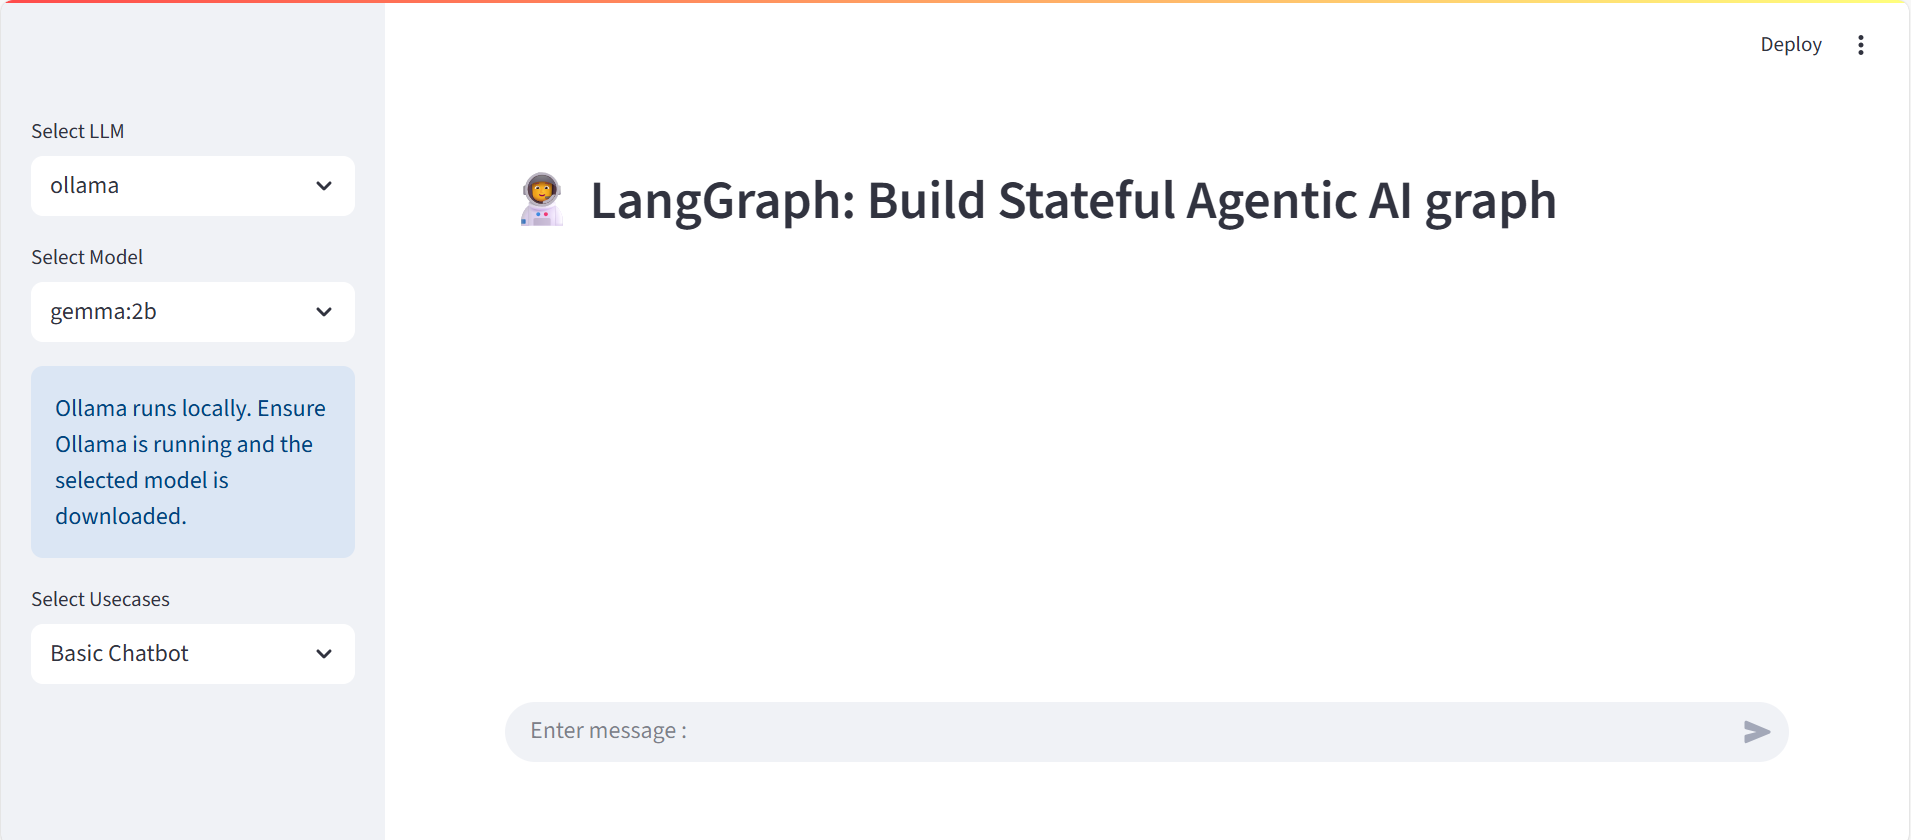 Deploy
Select LLM
ollama
Select Model
gemma:2b
Ollama runs locally. Ensure
Ollama is running and the
selected model is
downloaded.
Select Usecases
Basic Chatbot
LangGraph: Build Stateful Agentic AI graph
Enter message :